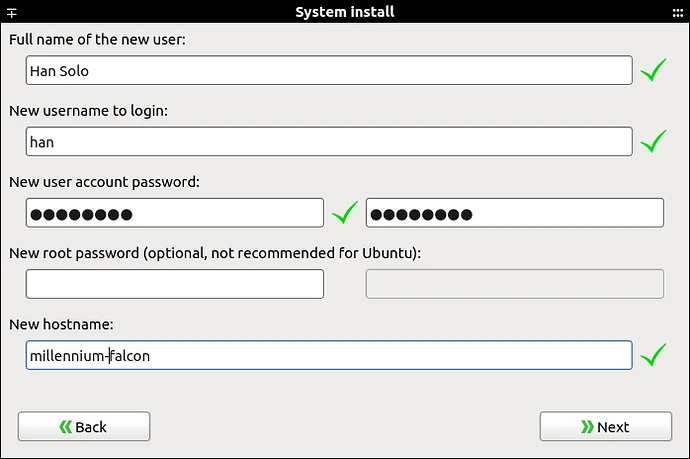 System install
Full name of the new user:
Han Solo
New username to login:
han
New user account password:
●●●●●●●● ●●●●●●●●
New root password (optional, not recommended for Ubuntu):
New hostname:
millennium-falcon
Back Next